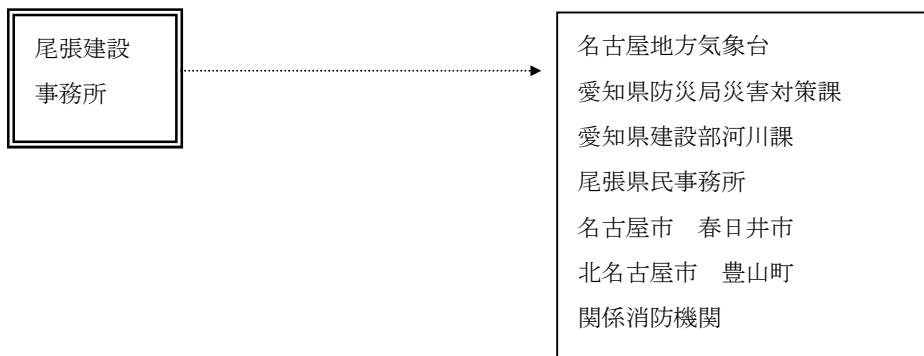 尾張建設
事務所
名古屋地方気象台
愛知県防災局災害対策課
愛知県建設部河川課
尾張県民事務所
名古屋市　春日井市
北名古屋市　豊山町
関係消防機関